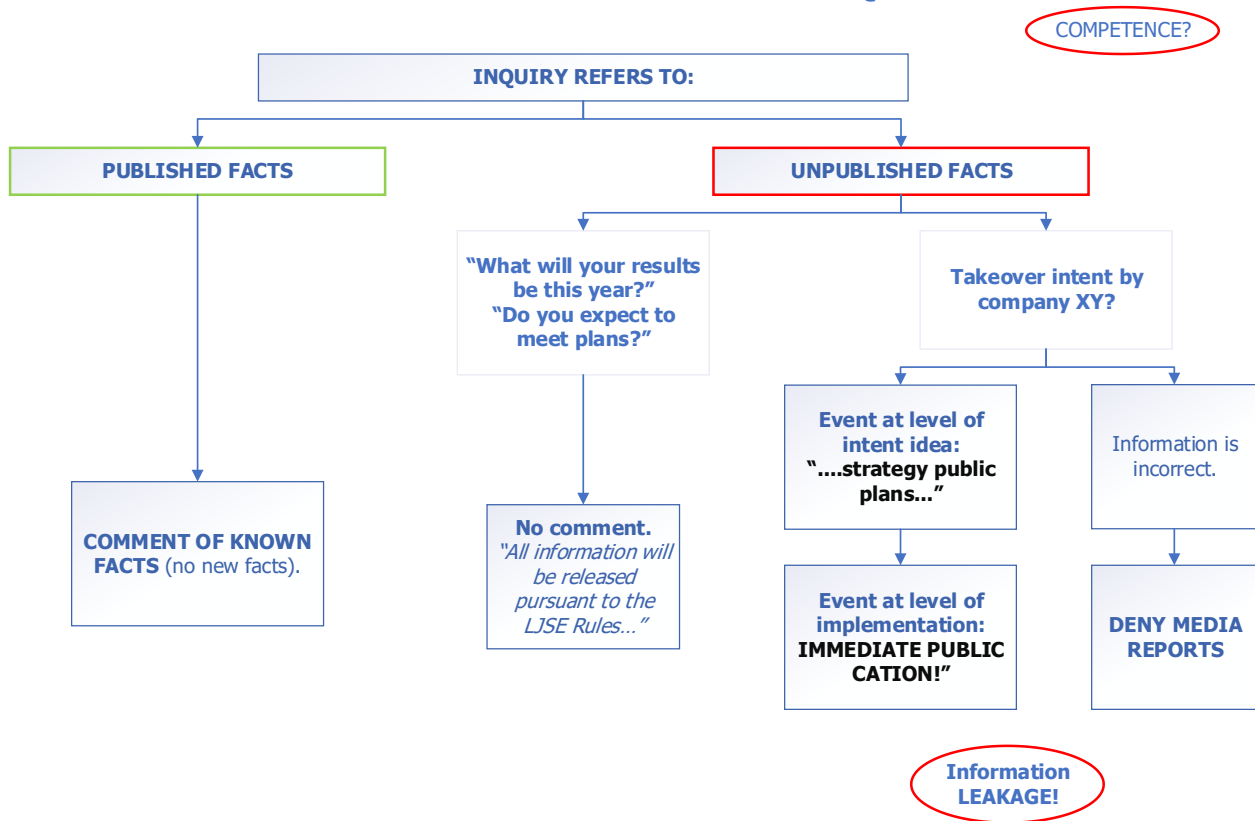 COMPETENCE?
INQUIRY REFERS TO:
PUBLISHED FACTS
UNPUBLISHED FACTS
“What will your results
be this year?”
“Do you expect to
meet plans?”
Takeover intent by
company XY?
Event at level of
intent idea:
“....strategy public
plans...”
Information is
incorrect.
COMMENT OF KNOWN
FACTS (no new facts).
No comment.
“All information will
be released
pursuant to the
LJSE Rules...”
Event at level of
implementation:
IMMEDIATE PUBLIC
CATION!”
DENY MEDIA
REPORTS
Information
LEAKAGE!